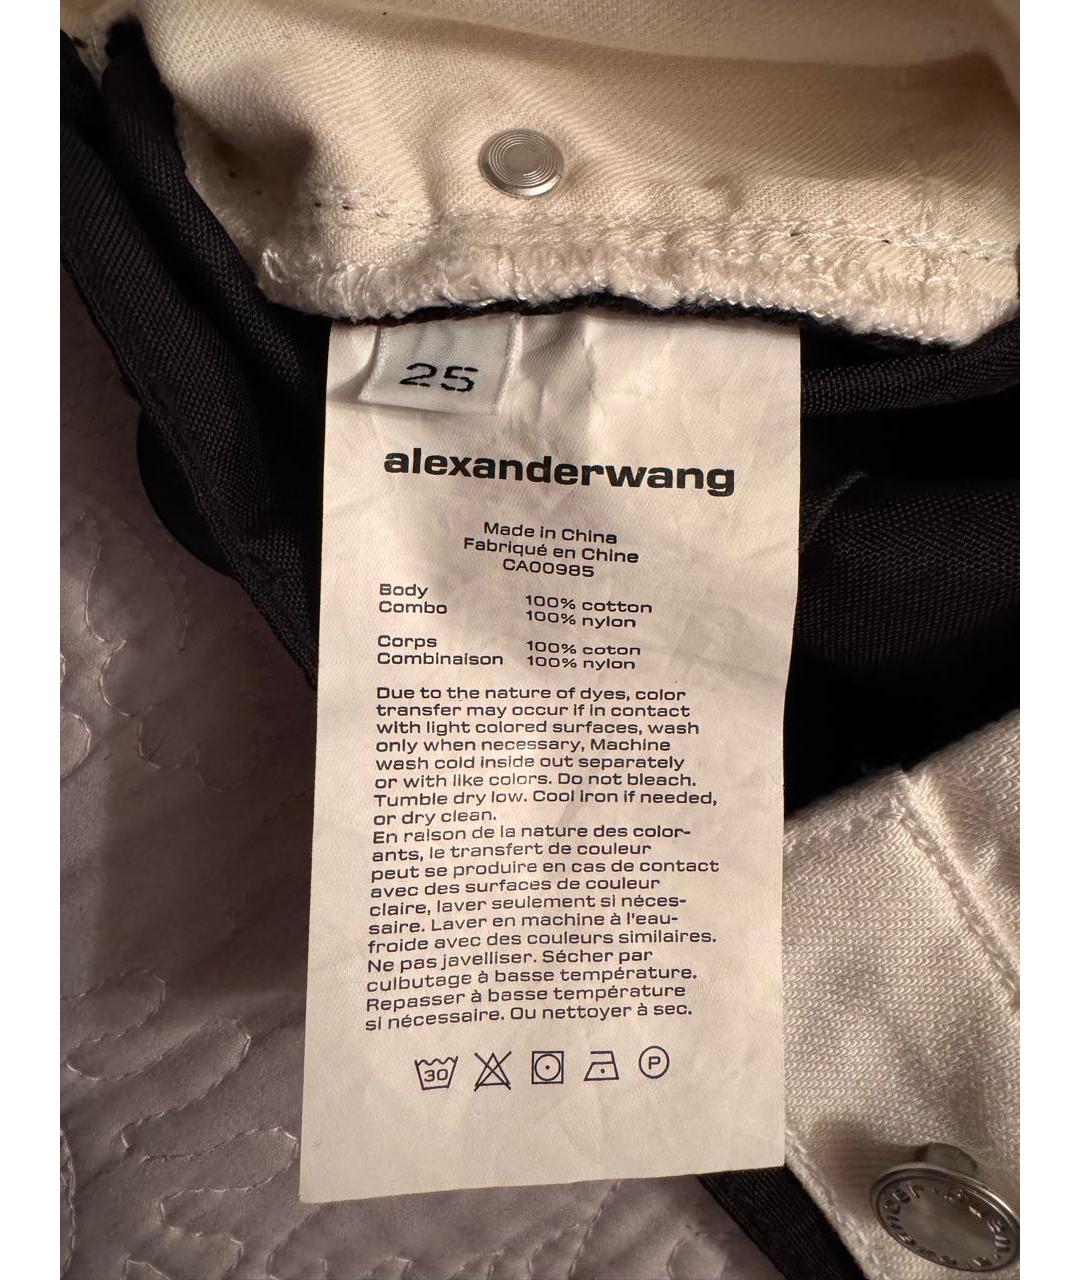 25
alexanderwang
Made in China
Fabriqué en Chine
CA00985
Body 100% cotton
Combo 100% nylon
Corps 100% coton
Combinaison 100% nylon
Due to the nature of dyes, color
transfer may occur if in contact
with light colored surfaces, wash
only when necessary, Machine
wash cold inside out separately
or with like colors. Do not bleach.
Tumble dry low. Cool Iron if needed,
or dry clean.
En raison de la nature des color-
ants, le transfert de couleur
peut se produire en cas de contact
avec des surfaces de couleur
claire, laver seulement si néces-
saire. Laver en machine à l'eau-
froide avec des couleurs similaires.
Ne pas javelliser. Sécher par
culbutage à basse température.
Repasser à basse température
si nécessaire. Ou nettoyer à sec.
30
P